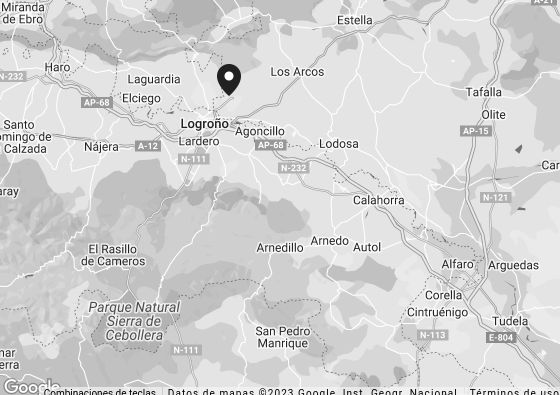 Miranda
de Ebro
Estella
A-21
Haro
N-232
Laguardia
Los Arcos
Elciego
AP-68
Tafalla
Olite
Logroño
Agoncillo
Santo
Domingo de
Calzada
Nájera
A-12
Lardero
AP-68
Lodosa
AP-15
N-111
N-232
N-121
Calahorra
El Rasillo
de Cameros
Arnedillo
Arnedo
Autol
Alfaro
Arguedas
Parque Natural
Sierra de
Cebollera
Corella
Cintruénigo
San Pedro
Manrique
Tudela
N-111
N-113
E-804
Google
Combinaciones de teclas
Datos de mapas ©2023 Google, Inst. Geogr. Nacional
Términos de uso